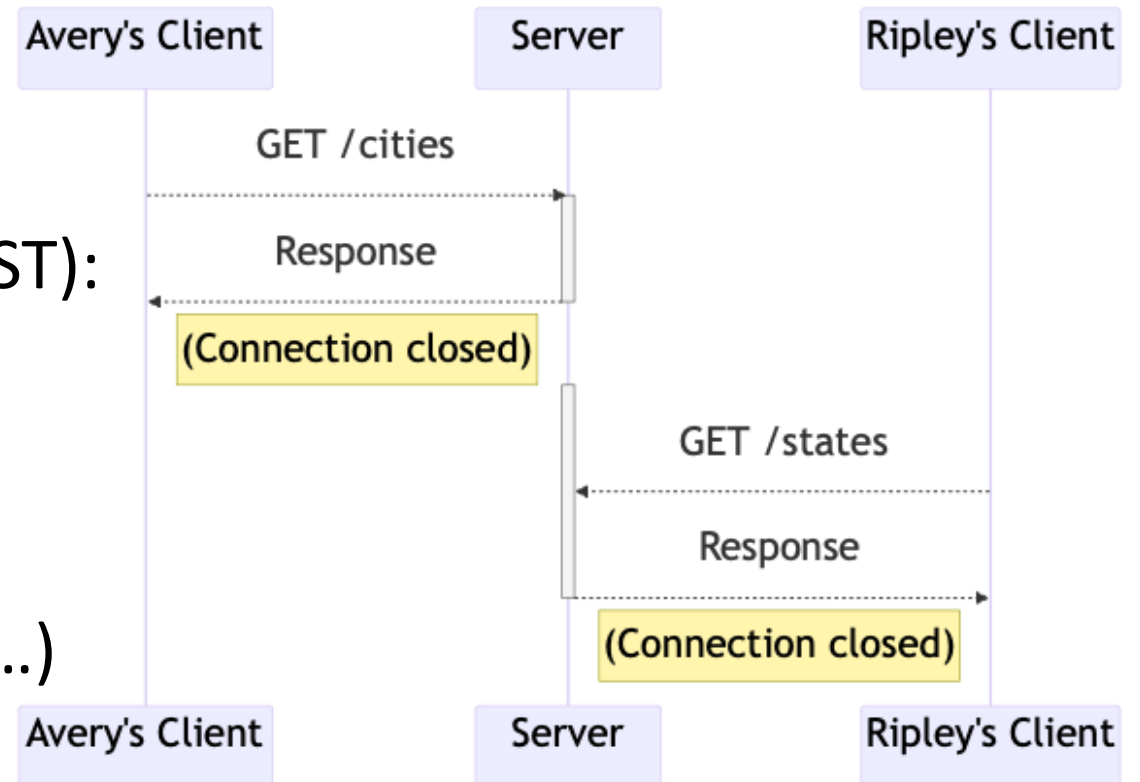 Avery's Client Server Ripley's Client
GET /cities
ST):
Response
(Connection closed)
GET /states
Response
(Connection closed)
..)
Avery's Client Server Ripley's Client